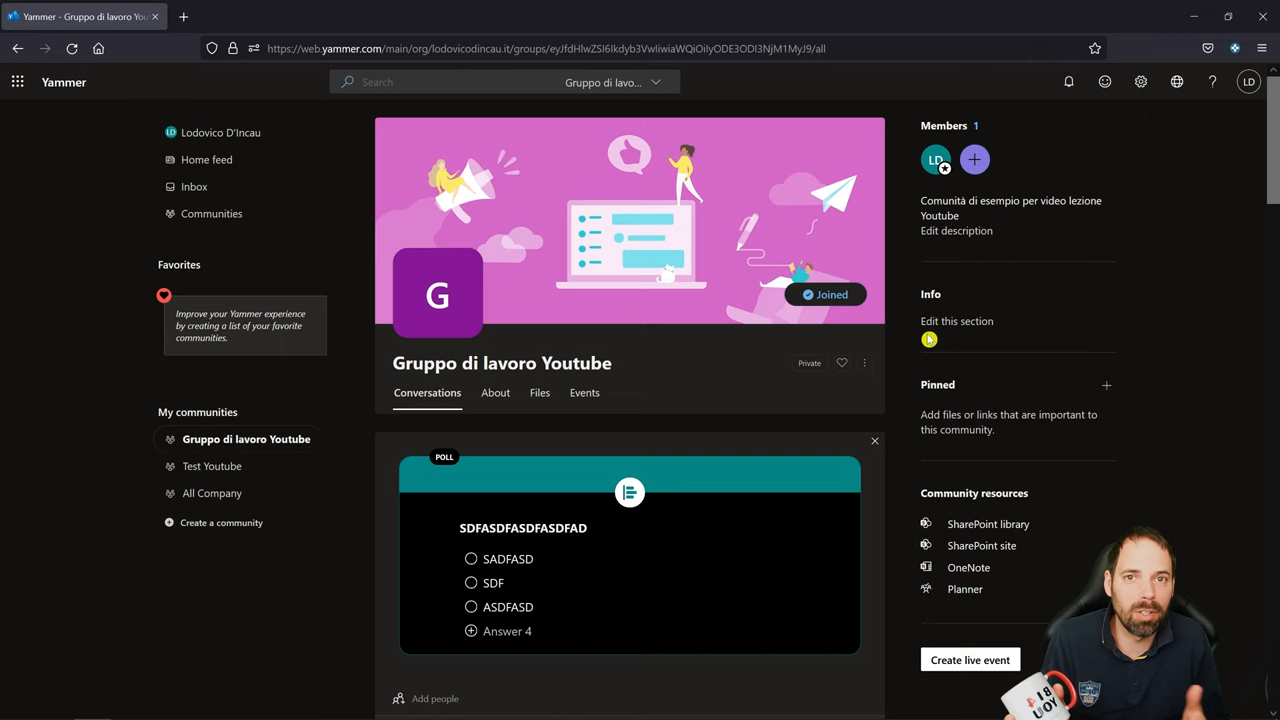 Yammer - Gruppo di lavoro You
https://web.yammer.com/main/org/lodovicodincau.it/groups/eyJfdHlwZSI6Ikdyb3VwIiwiaWQiOiIyODE3ODI3NjM1MyJ9/all
Yammer
Search
Gruppo di lavo...
LD
LD Lodovico D'Incau
Home feed
Inbox
Communities
Favorites
Improve your Yammer experience
by creating a list of your favorite
communities.
My communities
Gruppo di lavoro Youtube
Test Youtube
All Company
Create a community
G
Joined
Gruppo di lavoro Youtube
Private
Conversations
About
Files
Events
POLL
SDFASDFASDFASDFAD
SADFASD
SDF
ASDFASD
Answer 4
Add people
Members 1
LD
Comunità di esempio per video lezione
Youtube
Edit description
Info
Edit this section
Pinned
Add files or links that are important to
this community.
Community resources
SharePoint library
SharePoint site
OneNote
Planner
Create live event